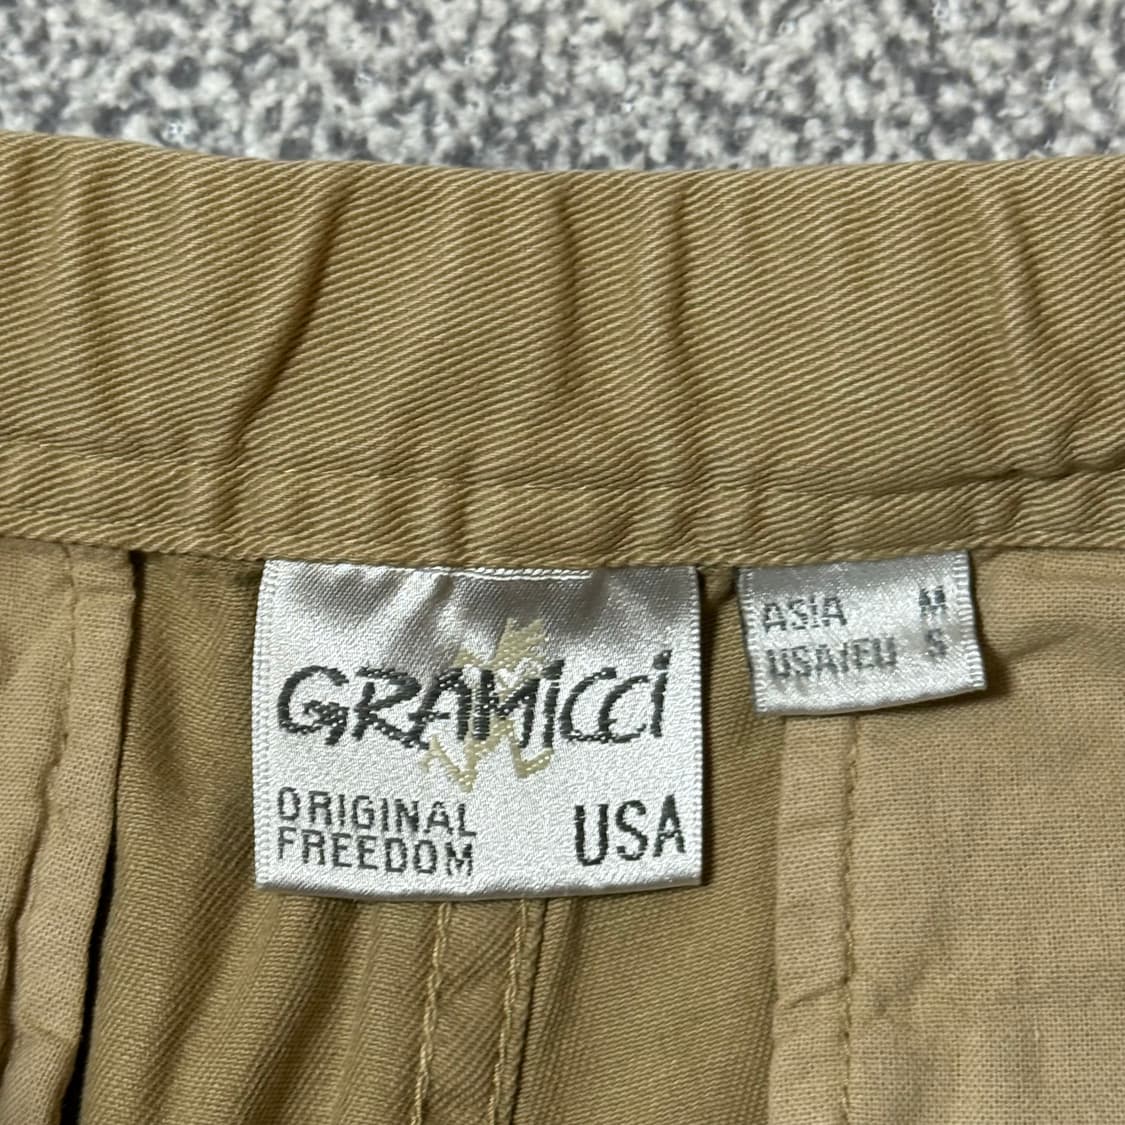 GRAMiCCi
ORIGINAL
FREEDOM
USA
ASIA M
USA/EU S